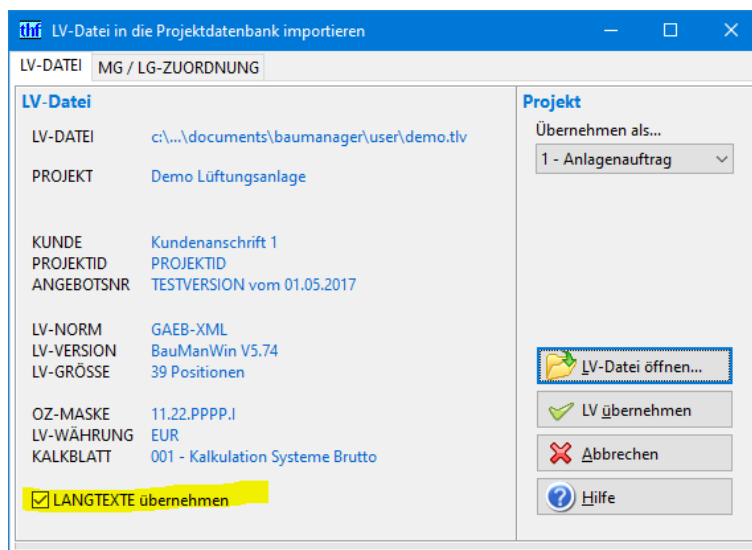 thf LV-Datei in die Projektdatenbank importieren
LV-DATEI MG / LG-ZUORDNUNG
LV-Datei
LV-DATEI c:\...\documents\baumanager\user\demo.tlv
PROJEKT Demo Lüftungsanlage
KUNDE Kundenanschrift 1
PROJEKTID PROJEKTID
ANGEBOTSNR TESTVERSION vom 01.05.2017
LV-NORM GAEB-XML
LV-VERSION BauManWin V5.74
LV-GRÖSSE 39 Positionen
OZ-MASKE 11.22.PPPP.I
LV-WÄHRUNG EUR
KALKBLATT 001 - Kalkulation Systeme Brutto
LANGTEXTE übernehmen
Projekt
Übernehmen als...
1 - Anlagenauftrag
LV-Datei öffnen...
LV übernehmen
Abbrechen
Hilfe